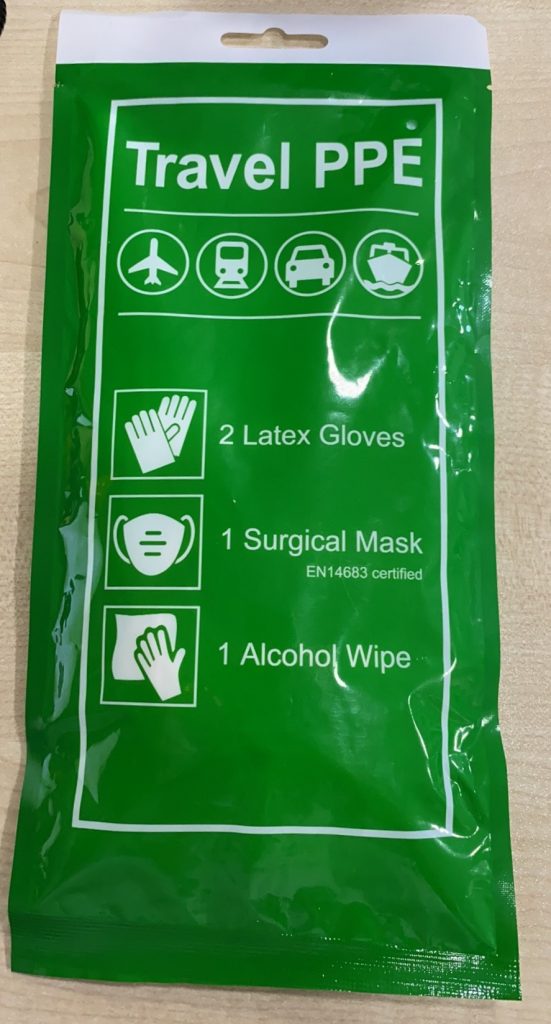 Travel PPE
2 Latex Gloves
1 Surgical Mask
EN14683 certified
1 Alcohol Wipe